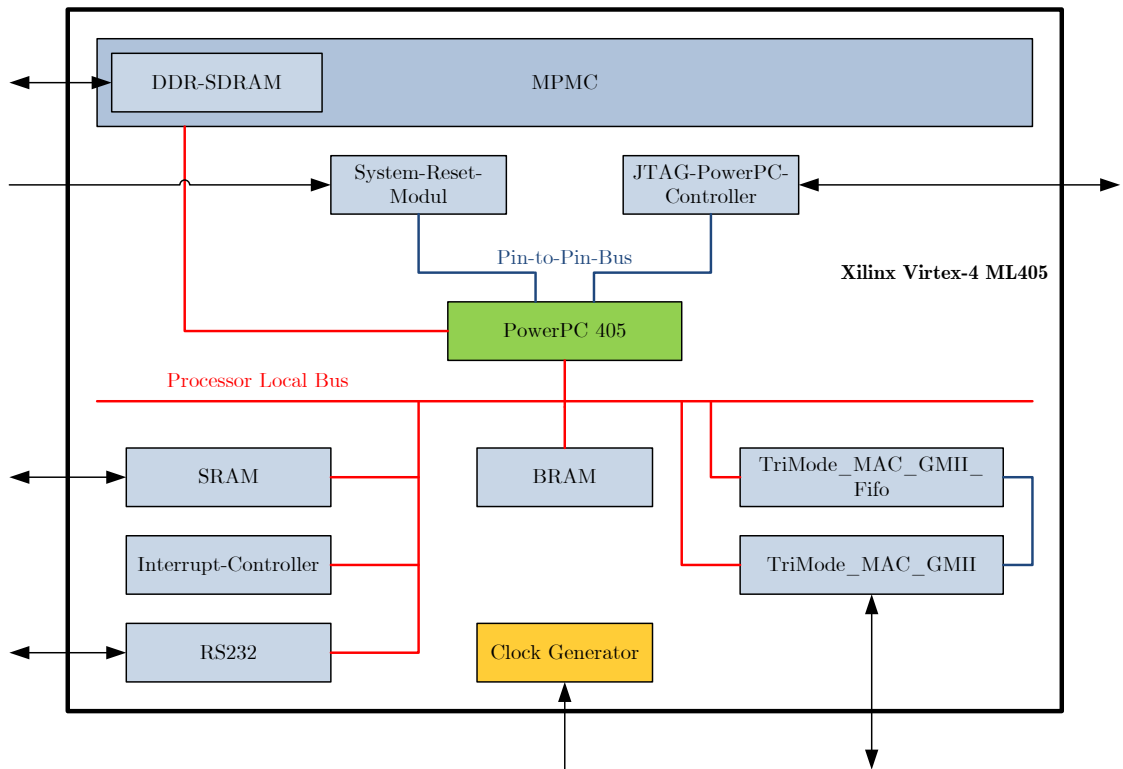 DDR-SDRAM
MPMC
System-Reset-
Modul
JTAG-PowerPC-
Controller
Pin-to-Pin-Bus
Xilinx Virtex-4 ML405
PowerPC 405
Processor Local Bus
SRAM
BRAM
TriMode_MAC_GMII_
Fifo
Interrupt-Controller
TriMode_MAC_GMII
RS232
Clock Generator